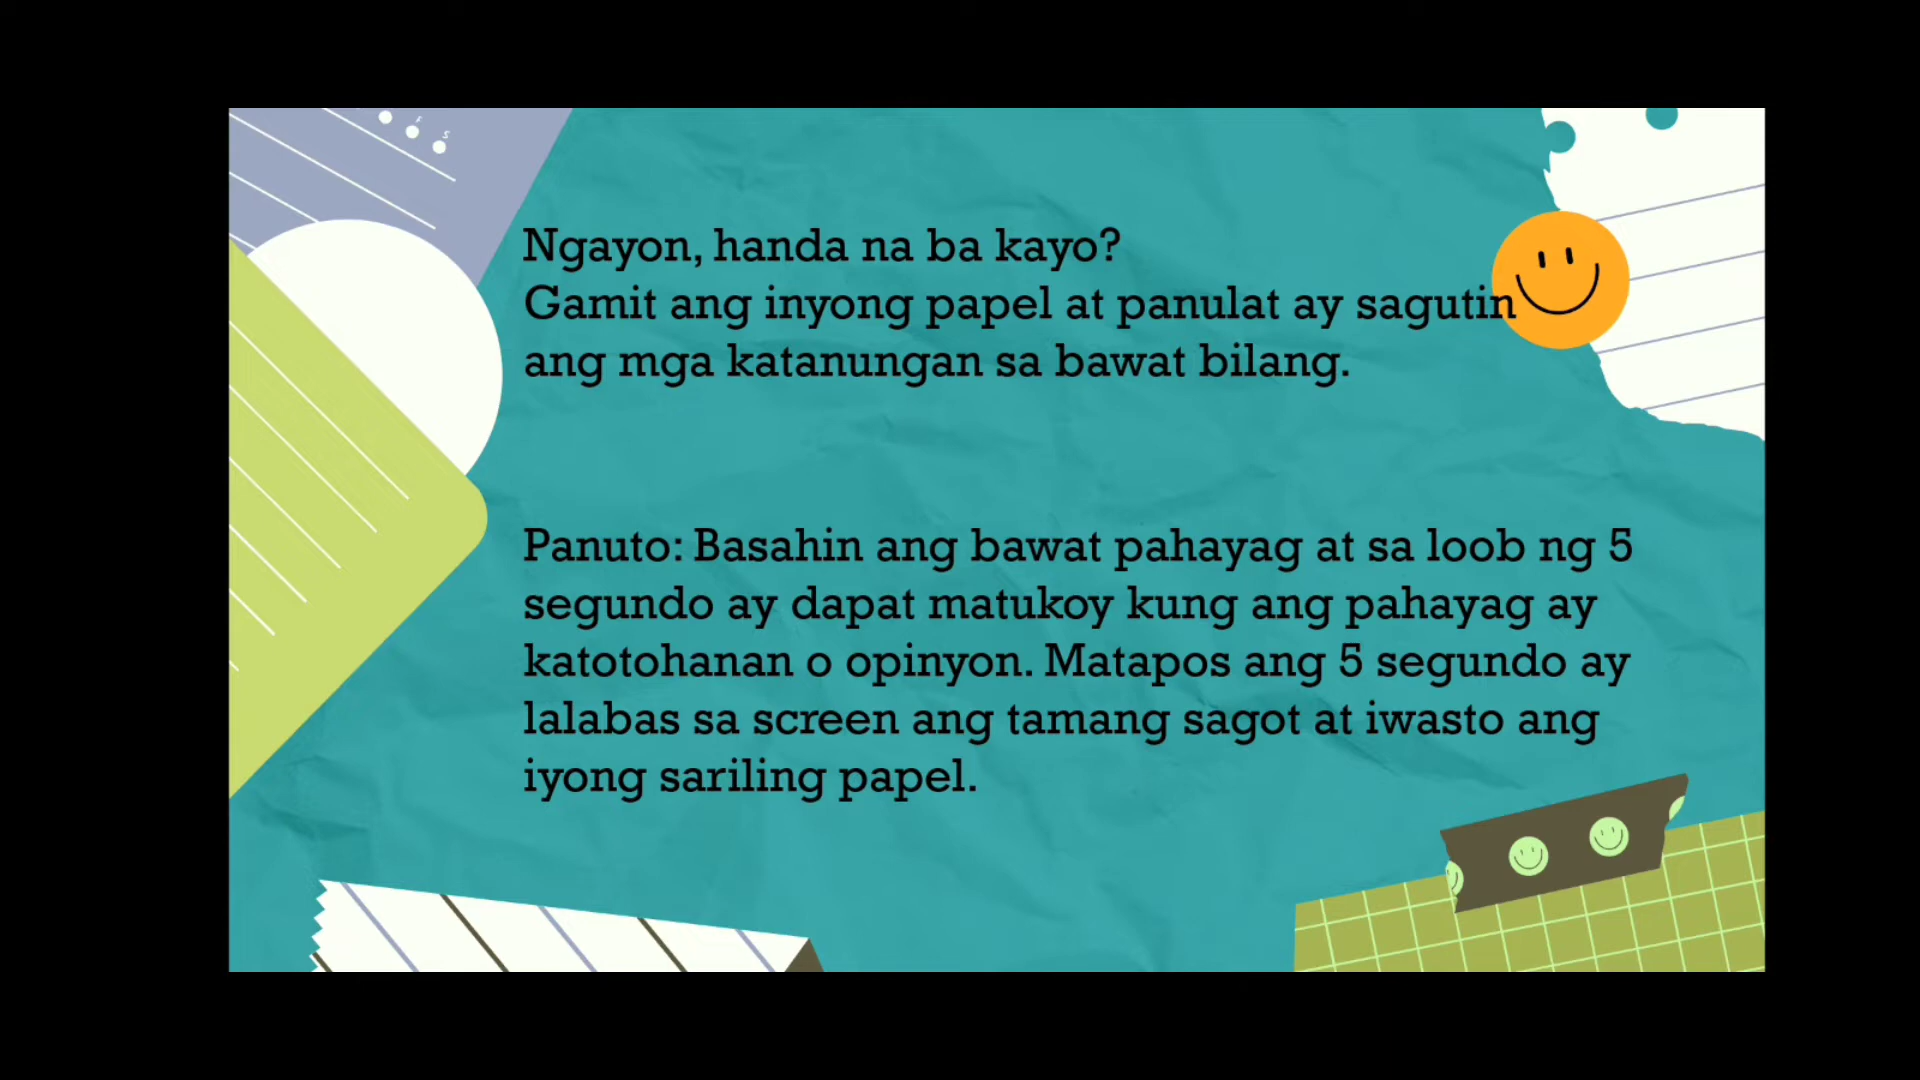 Ngayon, handa na ba kayo?
Gamit ang inyong papel at panulat ay sagutin
ang mga katanungan sa bawat bilang.
Panuto: Basahin ang bawat pahayag at sa loob ng 5
segundo ay dapat matukoy kung ang pahayag ay
katotohanan o opinyon. Matapos ang 5 segundo ay
lalabas sa screen ang tamang sagot at iwasto ang
iyong sariling papel.